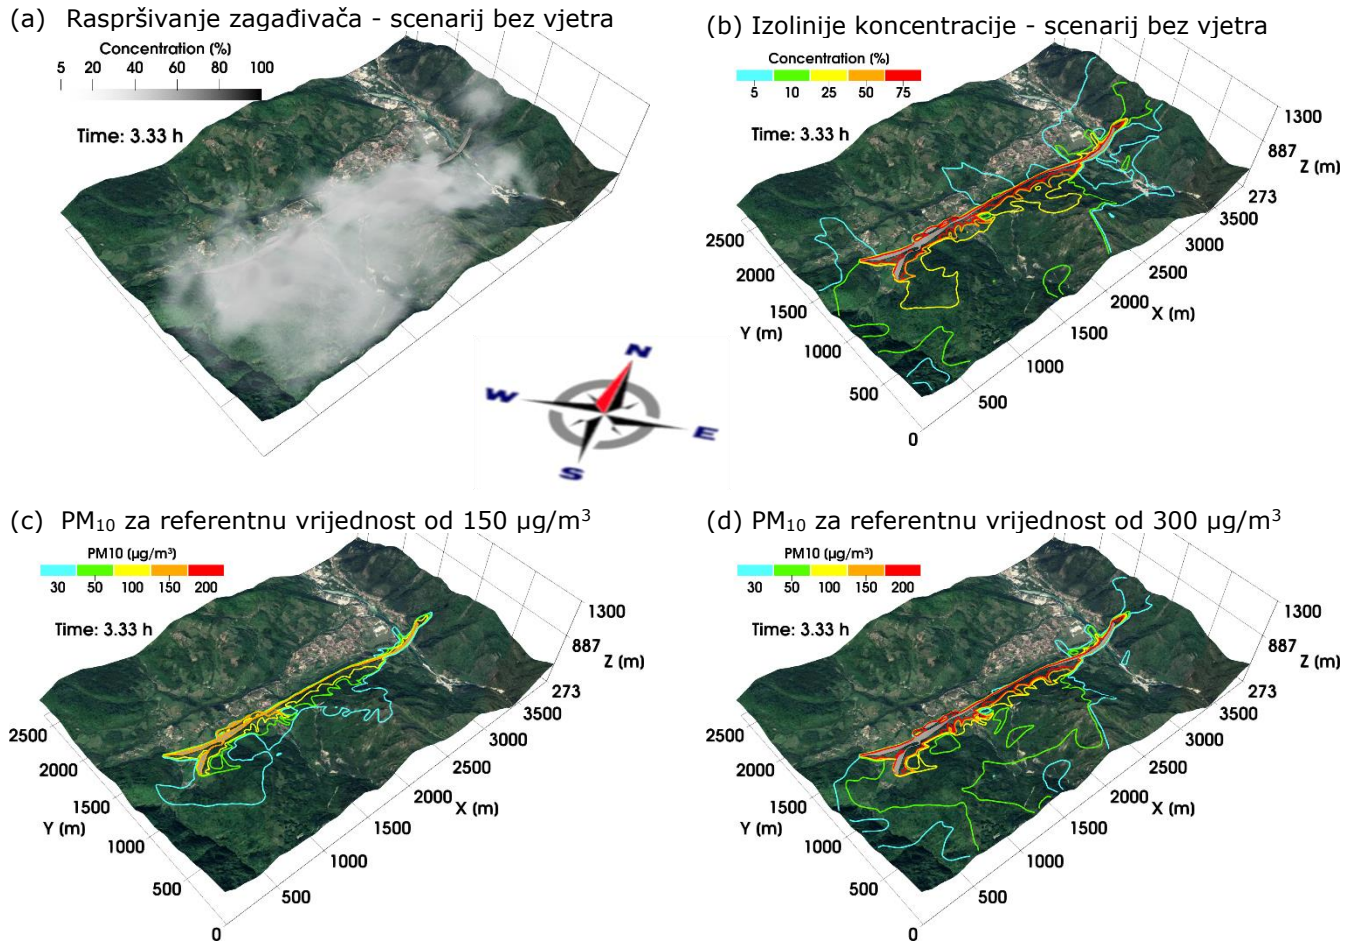 (a) Raspršivanje zagađivača - scenarij bez vjetra
Concentration (%)
5 20 40 60 80 100
Time: 3.33 h
(b) Izolinije koncentracije - scenarij bez vjetra
Concentration (%)
5 10 25 50 75
Time: 3.33 h
1300
887
Z (m)
273
3500
3000
2500
2000
X (m)
1500
1000
500
2500
2000
1500
Y (m)
1000
500
0
N
W
E
S
(c) PM₁₀ za referentnu vrijednost od 150 µg/m³
PM10 (µg/m³)
30 50 100 150 200
Time: 3.33 h
1300
887
Z (m)
273
3500
3000
2500
2000
X (m)
1500
1000
500
2500
2000
1500
Y (m)
1000
500
0
(d) PM₁₀ za referentnu vrijednost od 300 µg/m³
PM10 (µg/m³)
30 50 100 150 200
Time: 3.33 h
1300
887
Z (m)
273
3500
3000
2500
2000
X (m)
1500
1000
500
2500
2000
1500
Y (m)
1000
500
0